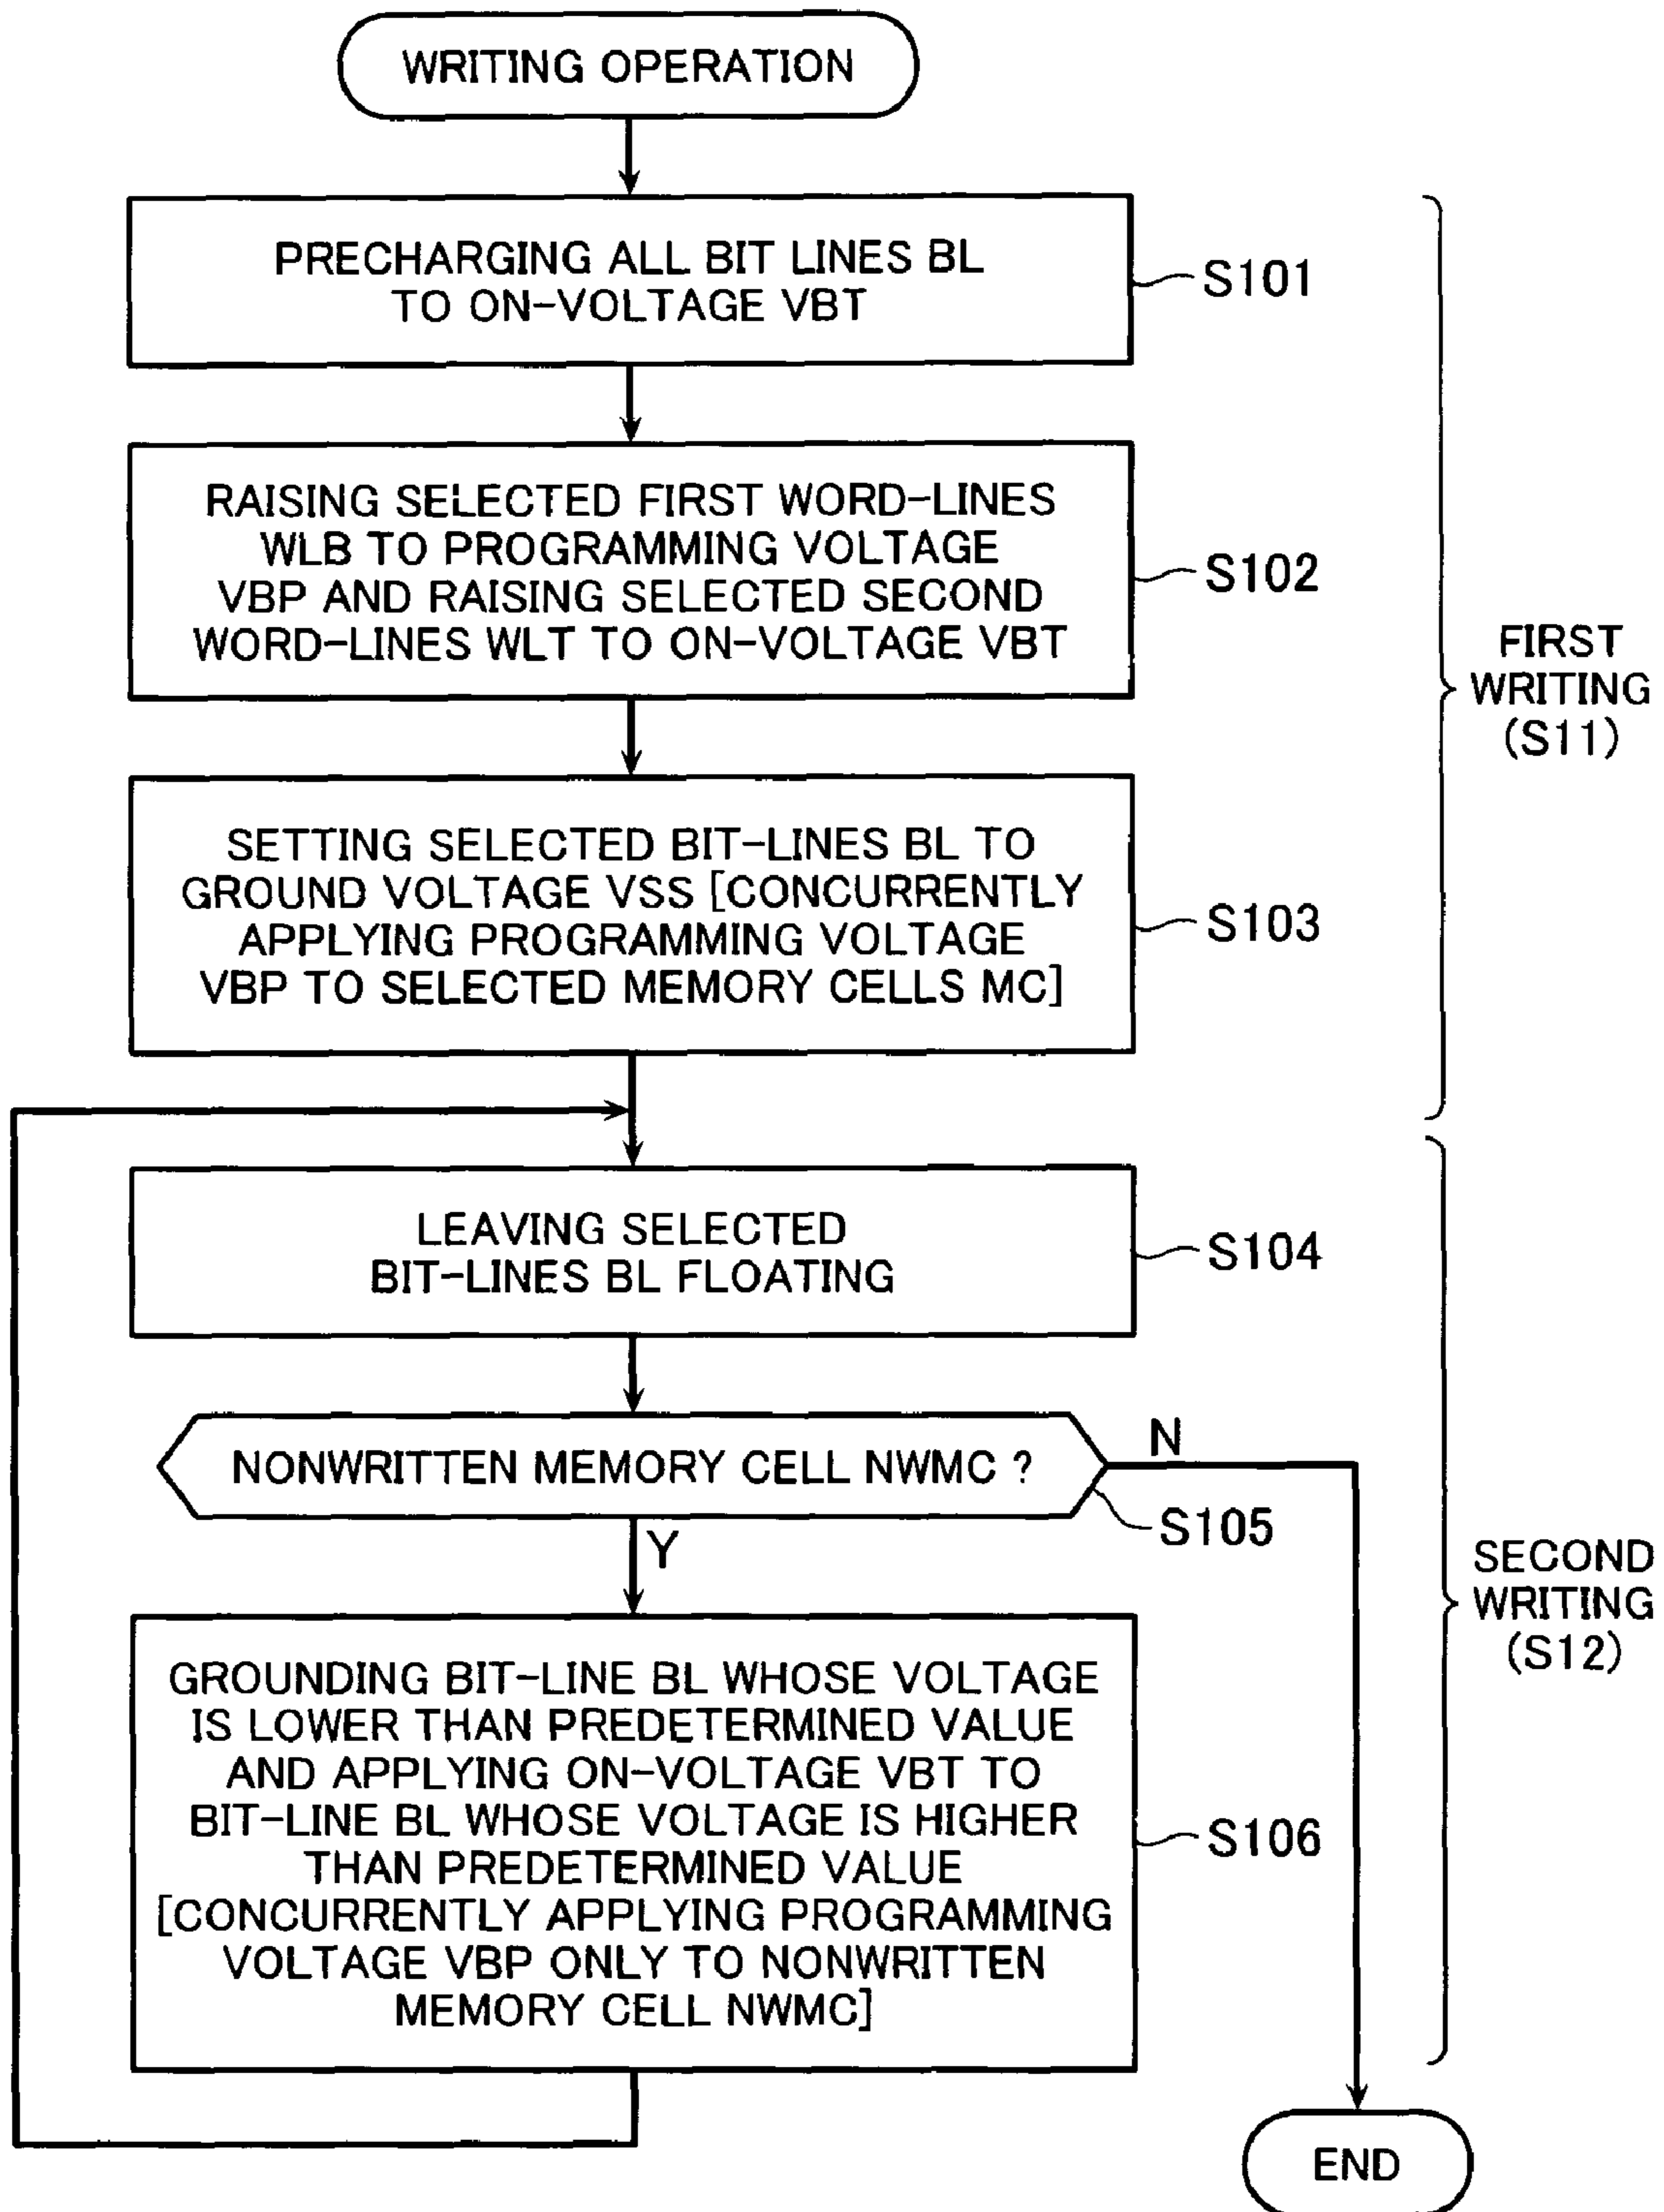 WRITING OPERATION
PRECHARGING ALL BIT LINES BL
TO ON-VOLTAGE VBT
S101
RAISING SELECTED FIRST WORD-LINES
WLB TO PROGRAMMING VOLTAGE
VBP AND RAISING SELECTED SECOND
WORD-LINES WLT TO ON-VOLTAGE VBT
S102
FIRST
WRITING
(S11)
SETTING SELECTED BIT-LINES BL TO
GROUND VOLTAGE VSS [CONCURRENTLY
APPLYING PROGRAMMING VOLTAGE
VBP TO SELECTED MEMORY CELLS MC]
S103
LEAVING SELECTED
BIT-LINES BL FLOATING
S104
NONWRITTEN MEMORY CELL NWMC ?
N
S105
Y
SECOND
WRITING
(S12)
GROUNDING BIT-LINE BL WHOSE VOLTAGE
IS LOWER THAN PREDETERMINED VALUE
AND APPLYING ON-VOLTAGE VBT TO
BIT-LINE BL WHOSE VOLTAGE IS HIGHER
THAN PREDETERMINED VALUE
[CONCURRENTLY APPLYING PROGRAMMING
VOLTAGE VBP ONLY TO NONWRITTEN
MEMORY CELL NWMC]
S106
END